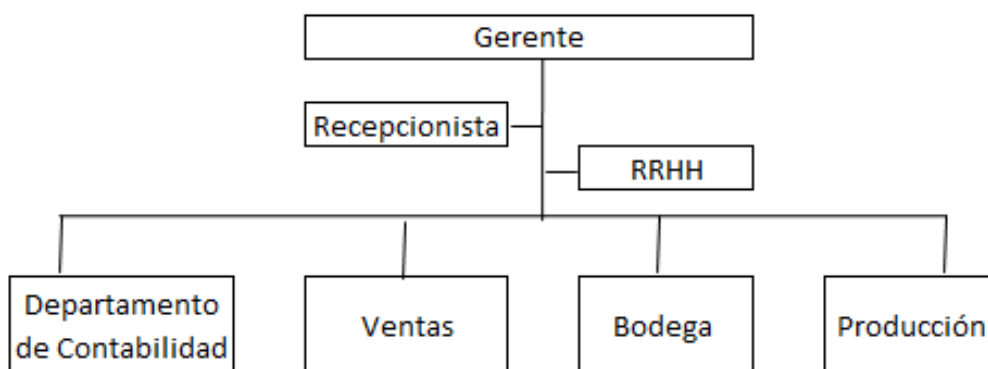 Gerente
Recepcionista
RRHH
Departamento
de Contabilidad
Ventas
Bodega
Producción